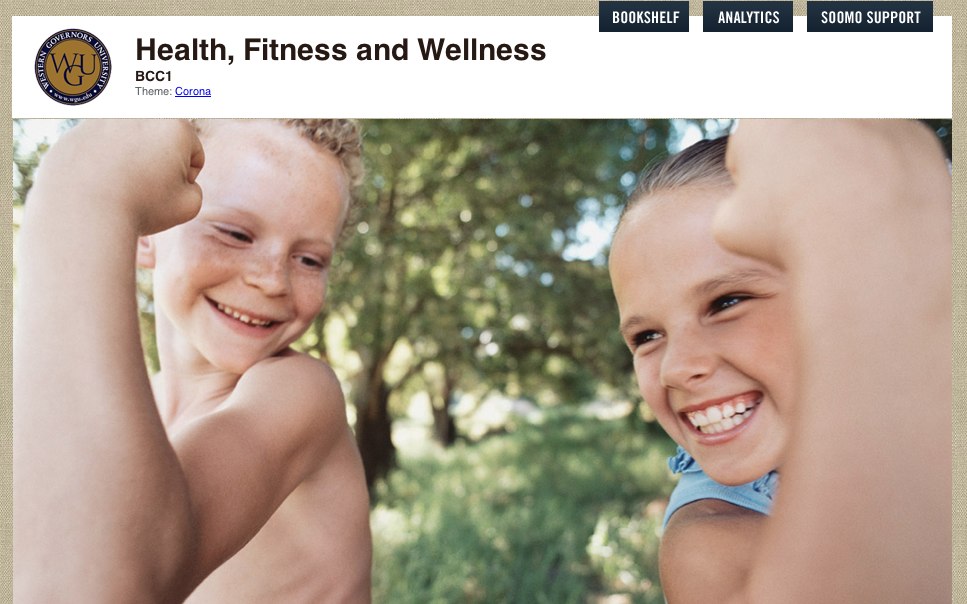 BOOKSHELF
ANALYTICS
SOOMO SUPPORT
WESTERN GOVERNORS UNIVERSITY
WGU
www.wgu.edu
Health, Fitness and Wellness
BCC1
Theme: Corona